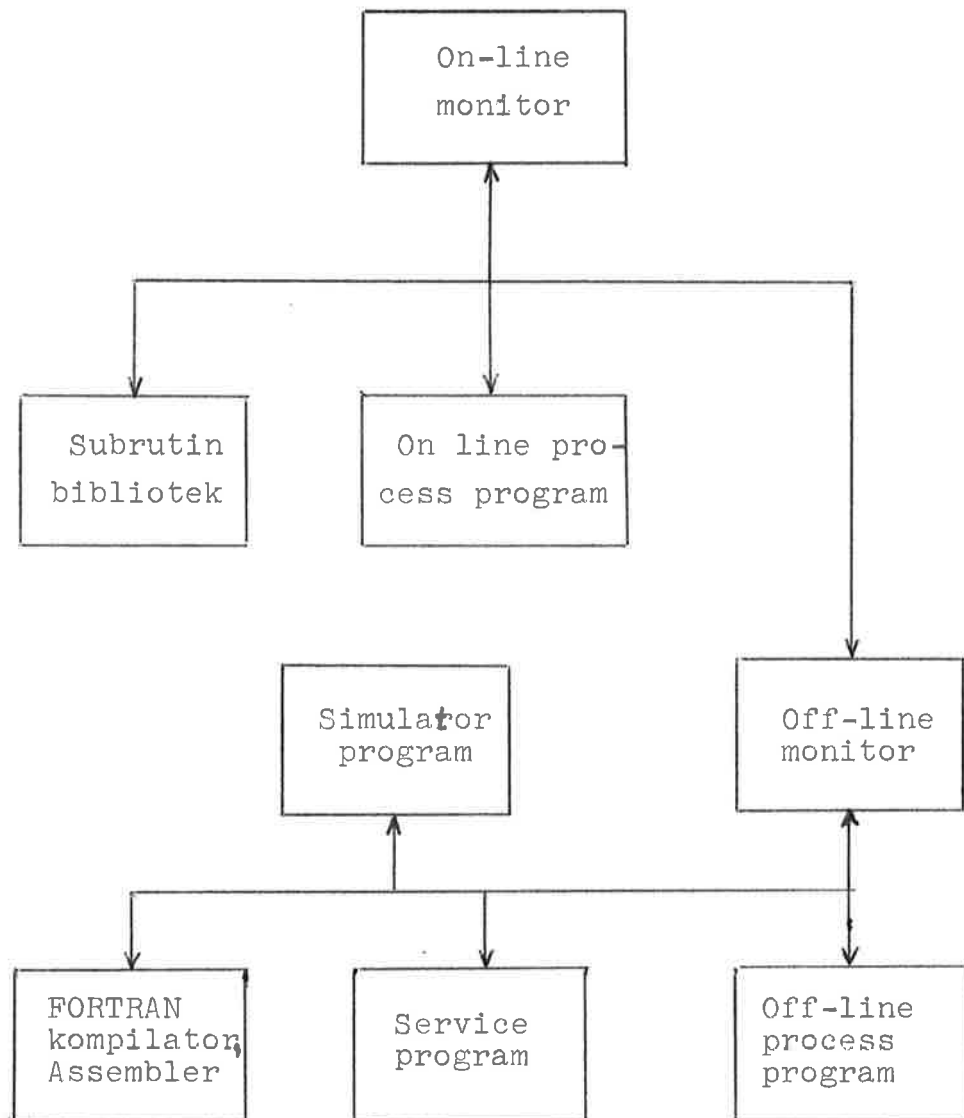 On-line
monitor
Subrutin
bibliotek
On line pro-
cess program
Simulator
program
Off-line
monitor
FORTRAN
kompilator,
Assembler
Service
program
Off-line
process
program